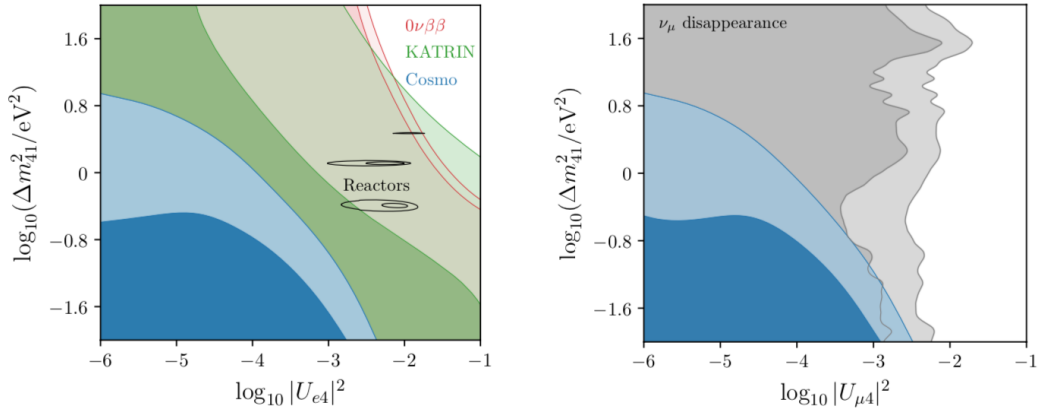 0νββ
KATRIN
Cosmo
Reactors
1.6
0.8
0
−0.8
−1.6
log₁₀(Δm²₄₁/eV²)
−6
−5
−4
−3
−2
−1
log₁₀ |Uₑ₄|²
ν_μ disappearance
1.6
0.8
0
−0.8
−1.6
log₁₀(Δm²₄₁/eV²)
−6
−5
−4
−3
−2
−1
log₁₀ |U_μ4|²